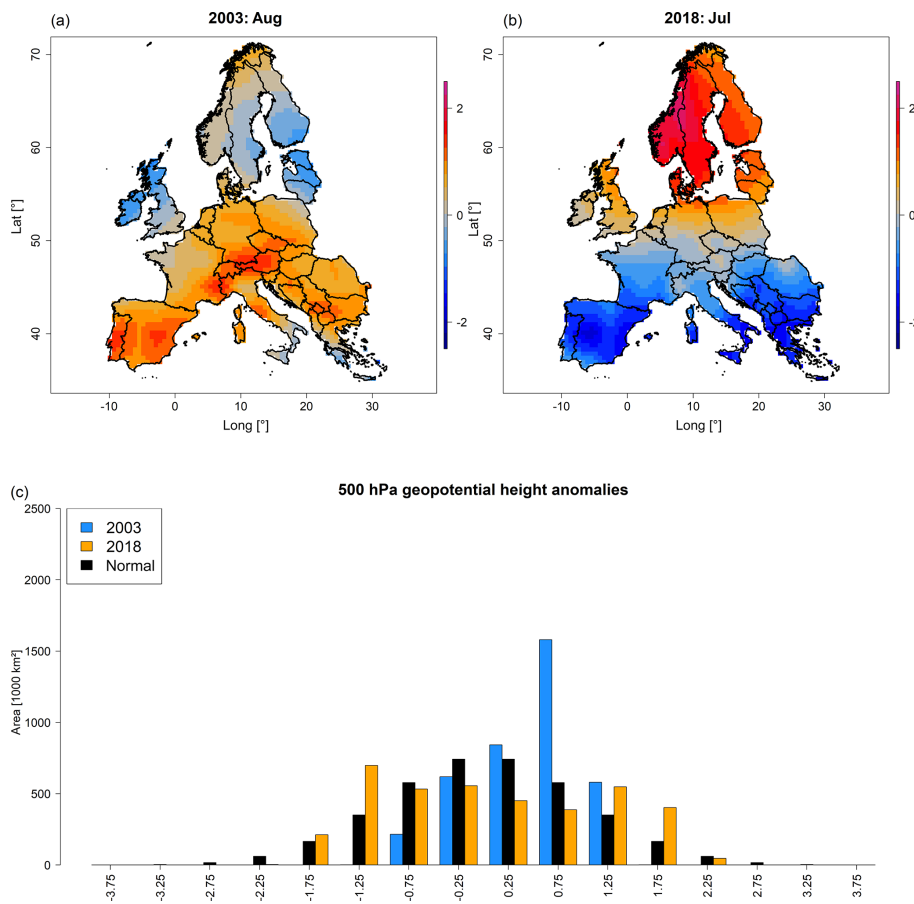 (a) 2003: Aug
(b) 2018: Jul
Lat [°]
70
60
50
40
-10 0 10 20 30
Long [°]
2
0
-2
Lat [°]
70
60
50
40
-10 0 10 20 30
Long [°]
2
0
(c) 500 hPa geopotential height anomalies
2003
2018
Normal
Area [1000 km²]
2500
2000
1500
1000
500
0
-3.75 -3.25 -2.75 -2.25 -1.75 -1.25 -0.75 -0.25 0.25 0.75 1.25 1.75 2.25 2.75 3.25 3.75